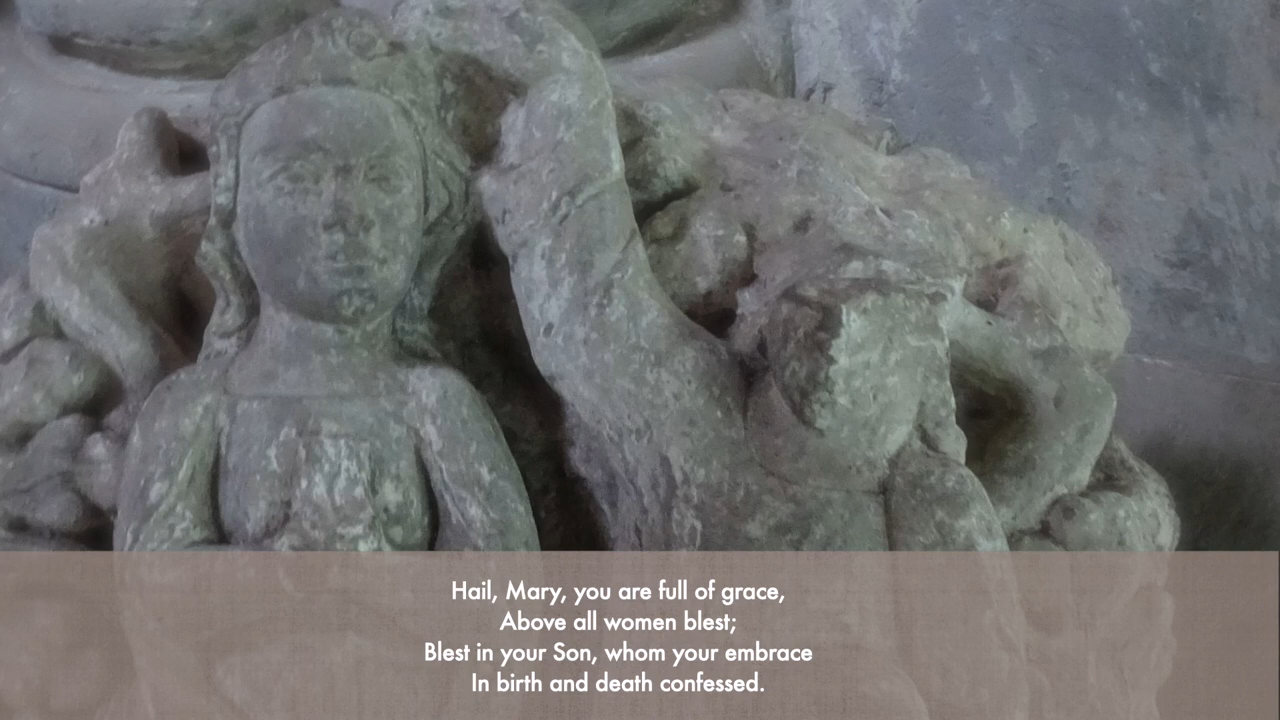 Hail, Mary, you are full of grace,
Above all women blest;
Blest in your Son, whom your embrace
In birth and death confessed.